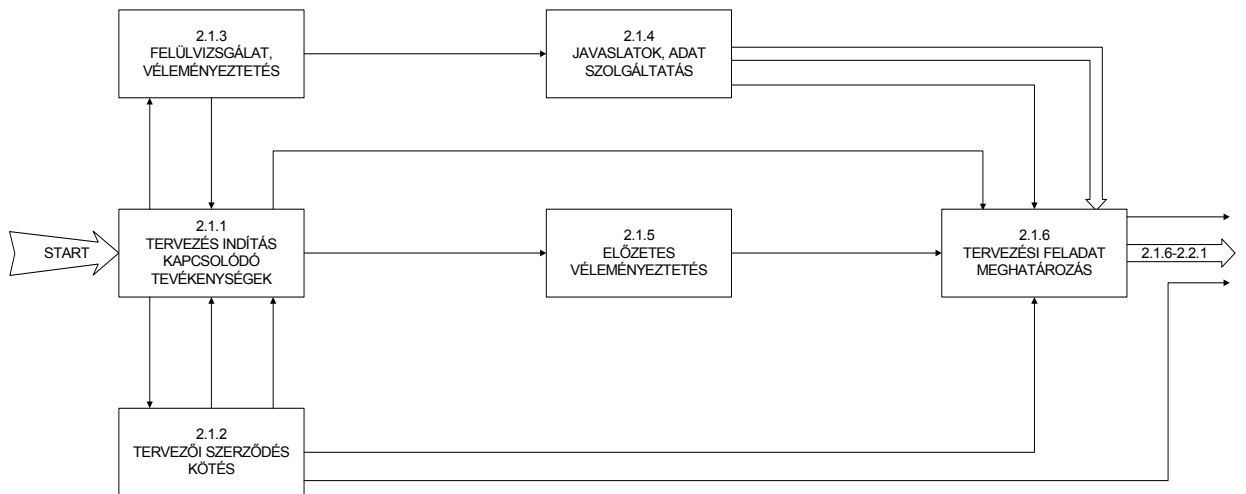 2.1.3
FELÜLVIZSGÁLAT,
VÉLEMÉNYEZTETÉS
2.1.4
JAVASLATOK, ADAT
SZOLGÁLTATÁS
START
2.1.1
TERVEZÉS INDÍTÁS
KAPCSOLÓDÓ
TEVÉKENYSÉGEK
2.1.5
ELŐZETES
VÉLEMÉNYEZTETÉS
2.1.6
TERVEZÉSI FELADAT
MEGHATÁROZÁS
2.1.6-2.2.1
2.1.2
TERVEZŐI SZERZŐDÉS
KÖTÉS